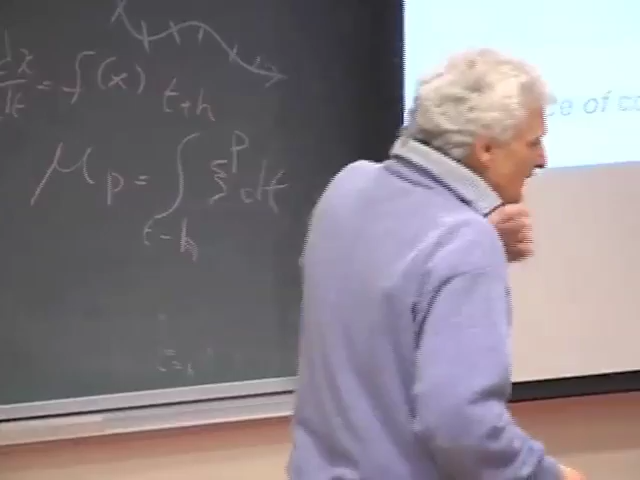 dx/dt = f(x)
t+h
μp = ∫ ξ^p dt
t-h
ce of co